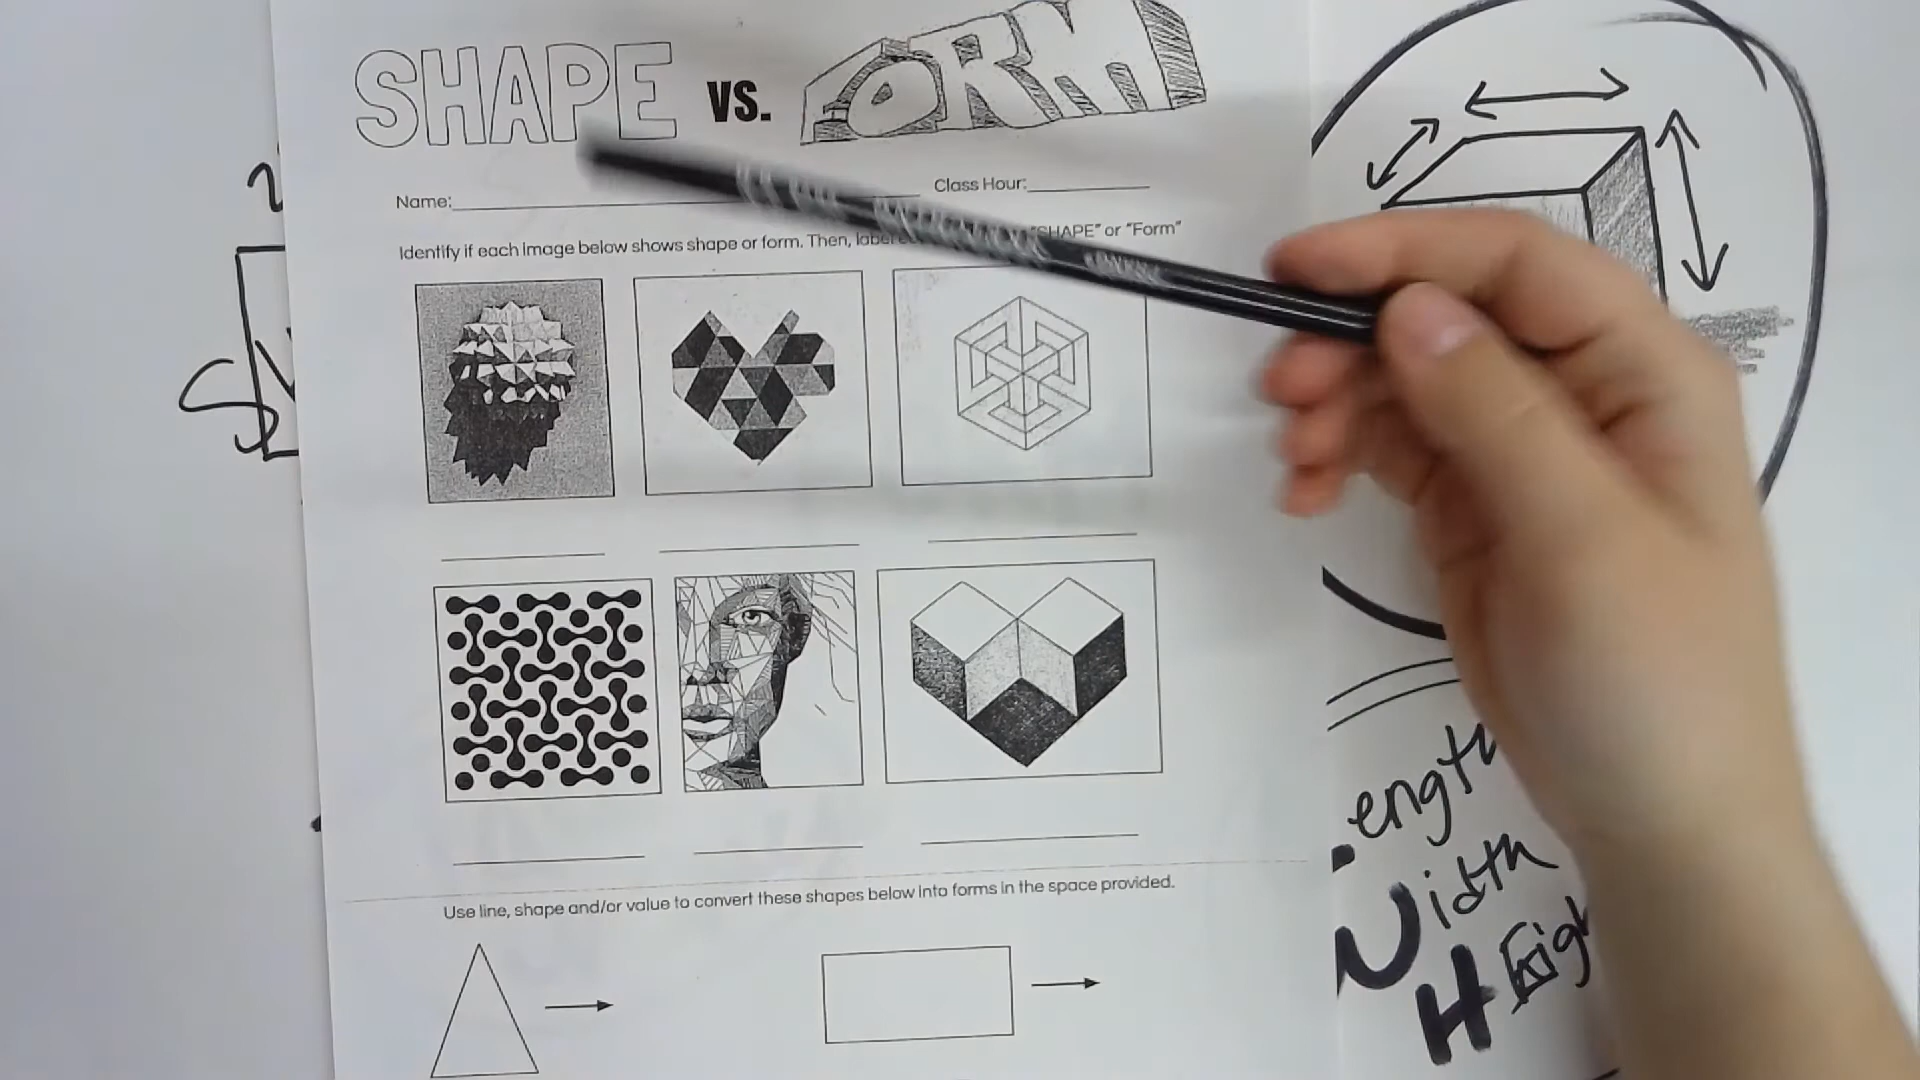 SHAPE VS. FORM
Name: Class Hour:
Identify if each image below shows shape or form. Then, label "SHAPE" or "Form"
Use line, shape and/or value to convert these shapes below into forms in the space provided.
ength
idth
H